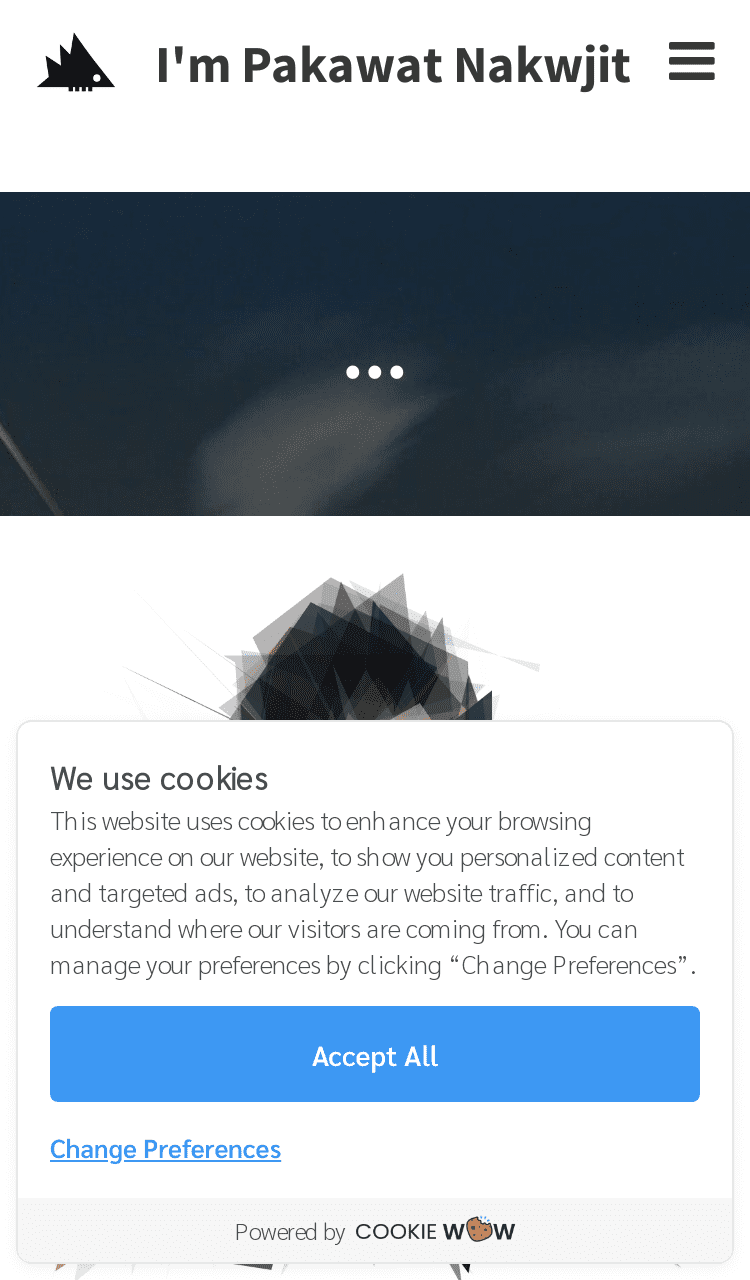 I'm Pakawat Nakwjit
We use cookies
This website uses cookies to enhance your browsing
experience on our website, to show you personalized content
and targeted ads, to analyze our website traffic, and to
understand where our visitors are coming from. You can
manage your preferences by clicking “Change Preferences”.
Accept All
Change Preferences
Powered by COOKIE WOW